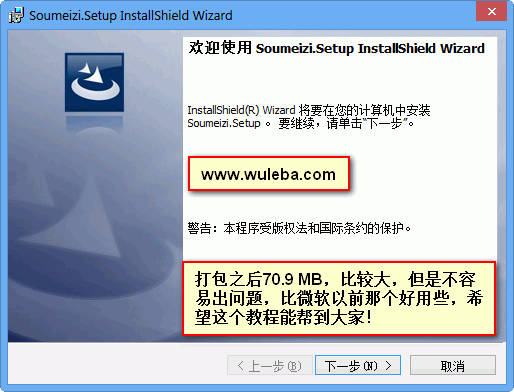 Soumeizi.Setup InstallShield Wizard
欢迎使用 Soumeizi.Setup InstallShield Wizard
InstallShield(R) Wizard 将要在您的计算机中安装
Soumeizi.Setup 。 要继续，请单击“下一步”。
www.wuleba.com
警告：本程序受版权法和国际条约的保护。
打包之后70.9 MB，比较大，但是不容
易出问题，比微软以前那个好用些，希
望这个教程能帮到大家！
< 上一步(B) 下一步(N) > 取消